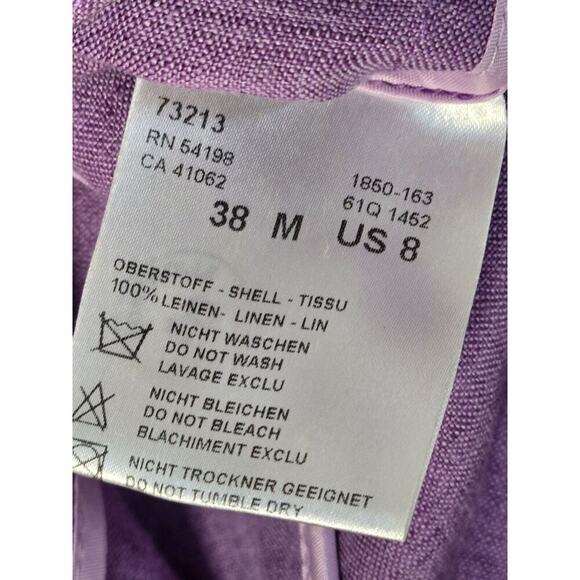 73213
RN 54198
CA 41062
1850-163
61Q 1452
38 M US 8
OBERSTOFF - SHELL - TISSU
100% LEINEN- LINEN - LIN
NICHT WASCHEN
DO NOT WASH
LAVAGE EXCLU
NICHT BLEICHEN
DO NOT BLEACH
BLACHIMENT EXCLU
NICHT TROCKNER GEEIGNET
DO NOT TUMBLE DRY